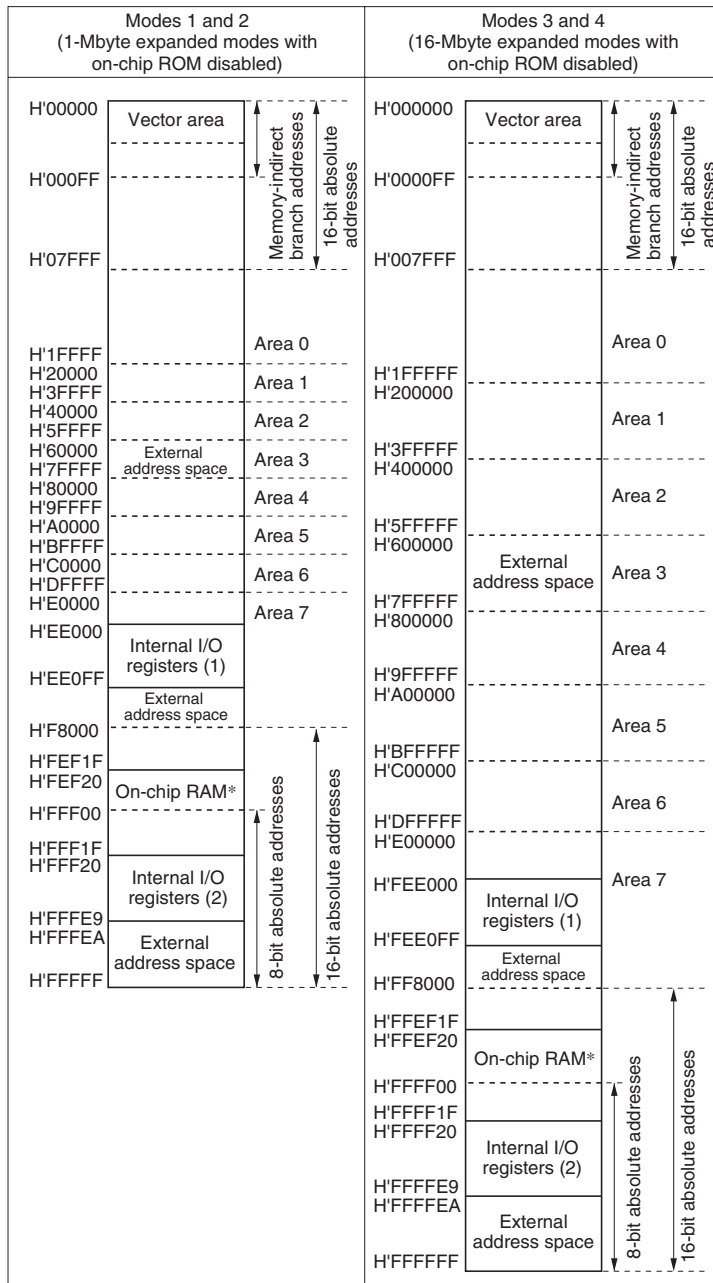 Modes 1 and 2
(1-Mbyte expanded modes with
on-chip ROM disabled)
H'00000
Vector area
H'000FF
H'07FFF
Memory-indirect
branch addresses
16-bit absolute
addresses
H'1FFFF
Area 0
H'20000
H'3FFFF
Area 1
H'40000
H'5FFFF
Area 2
H'60000
H'7FFFF
External
address space
Area 3
H'80000
H'9FFFF
Area 4
H'A0000
H'BFFFF
Area 5
H'C0000
H'DFFFF
Area 6
H'E0000
Area 7
H'EE000
Internal I/O
registers (1)
H'EE0FF
External
address space
H'F8000
H'FEF1F
H'FEF20
On-chip RAM*
H'FFF00
H'FFF1F
H'FFF20
Internal I/O
registers (2)
H'FFFE9
H'FFFEA
External
address space
H'FFFFF
8-bit absolute addresses
16-bit absolute addresses
Modes 3 and 4
(16-Mbyte expanded modes with
on-chip ROM disabled)
H'000000
Vector area
H'0000FF
H'007FFF
Memory-indirect
branch addresses
16-bit absolute
addresses
Area 0
H'1FFFFF
H'200000
Area 1
H'3FFFFF
H'400000
Area 2
H'5FFFFF
H'600000
External
address space
Area 3
H'7FFFFF
H'800000
Area 4
H'9FFFFF
H'A00000
Area 5
H'BFFFFF
H'C00000
Area 6
H'DFFFFF
H'E00000
Area 7
H'FEE000
Internal I/O
registers (1)
H'FEE0FF
External
address space
H'FF8000
H'FFEF1F
H'FFEF20
On-chip RAM*
H'FFFF00
H'FFFF1F
H'FFFF20
Internal I/O
registers (2)
H'FFFFE9
H'FFFFEA
External
address space
H'FFFFFF
8-bit absolute addresses
16-bit absolute addresses